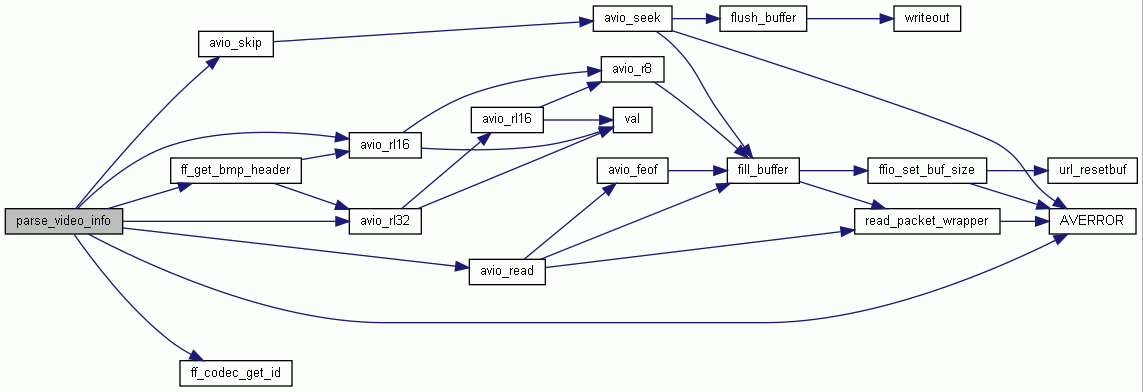 avio_seek
flush_buffer
writeout
avio_skip
avio_r8
avio_rl16
val
avio_rl16
ff_get_bmp_header
avio_feof
fill_buffer
ffio_set_buf_size
url_resetbuf
parse_video_info
avio_rl32
read_packet_wrapper
AVERROR
avio_read
ff_codec_get_id